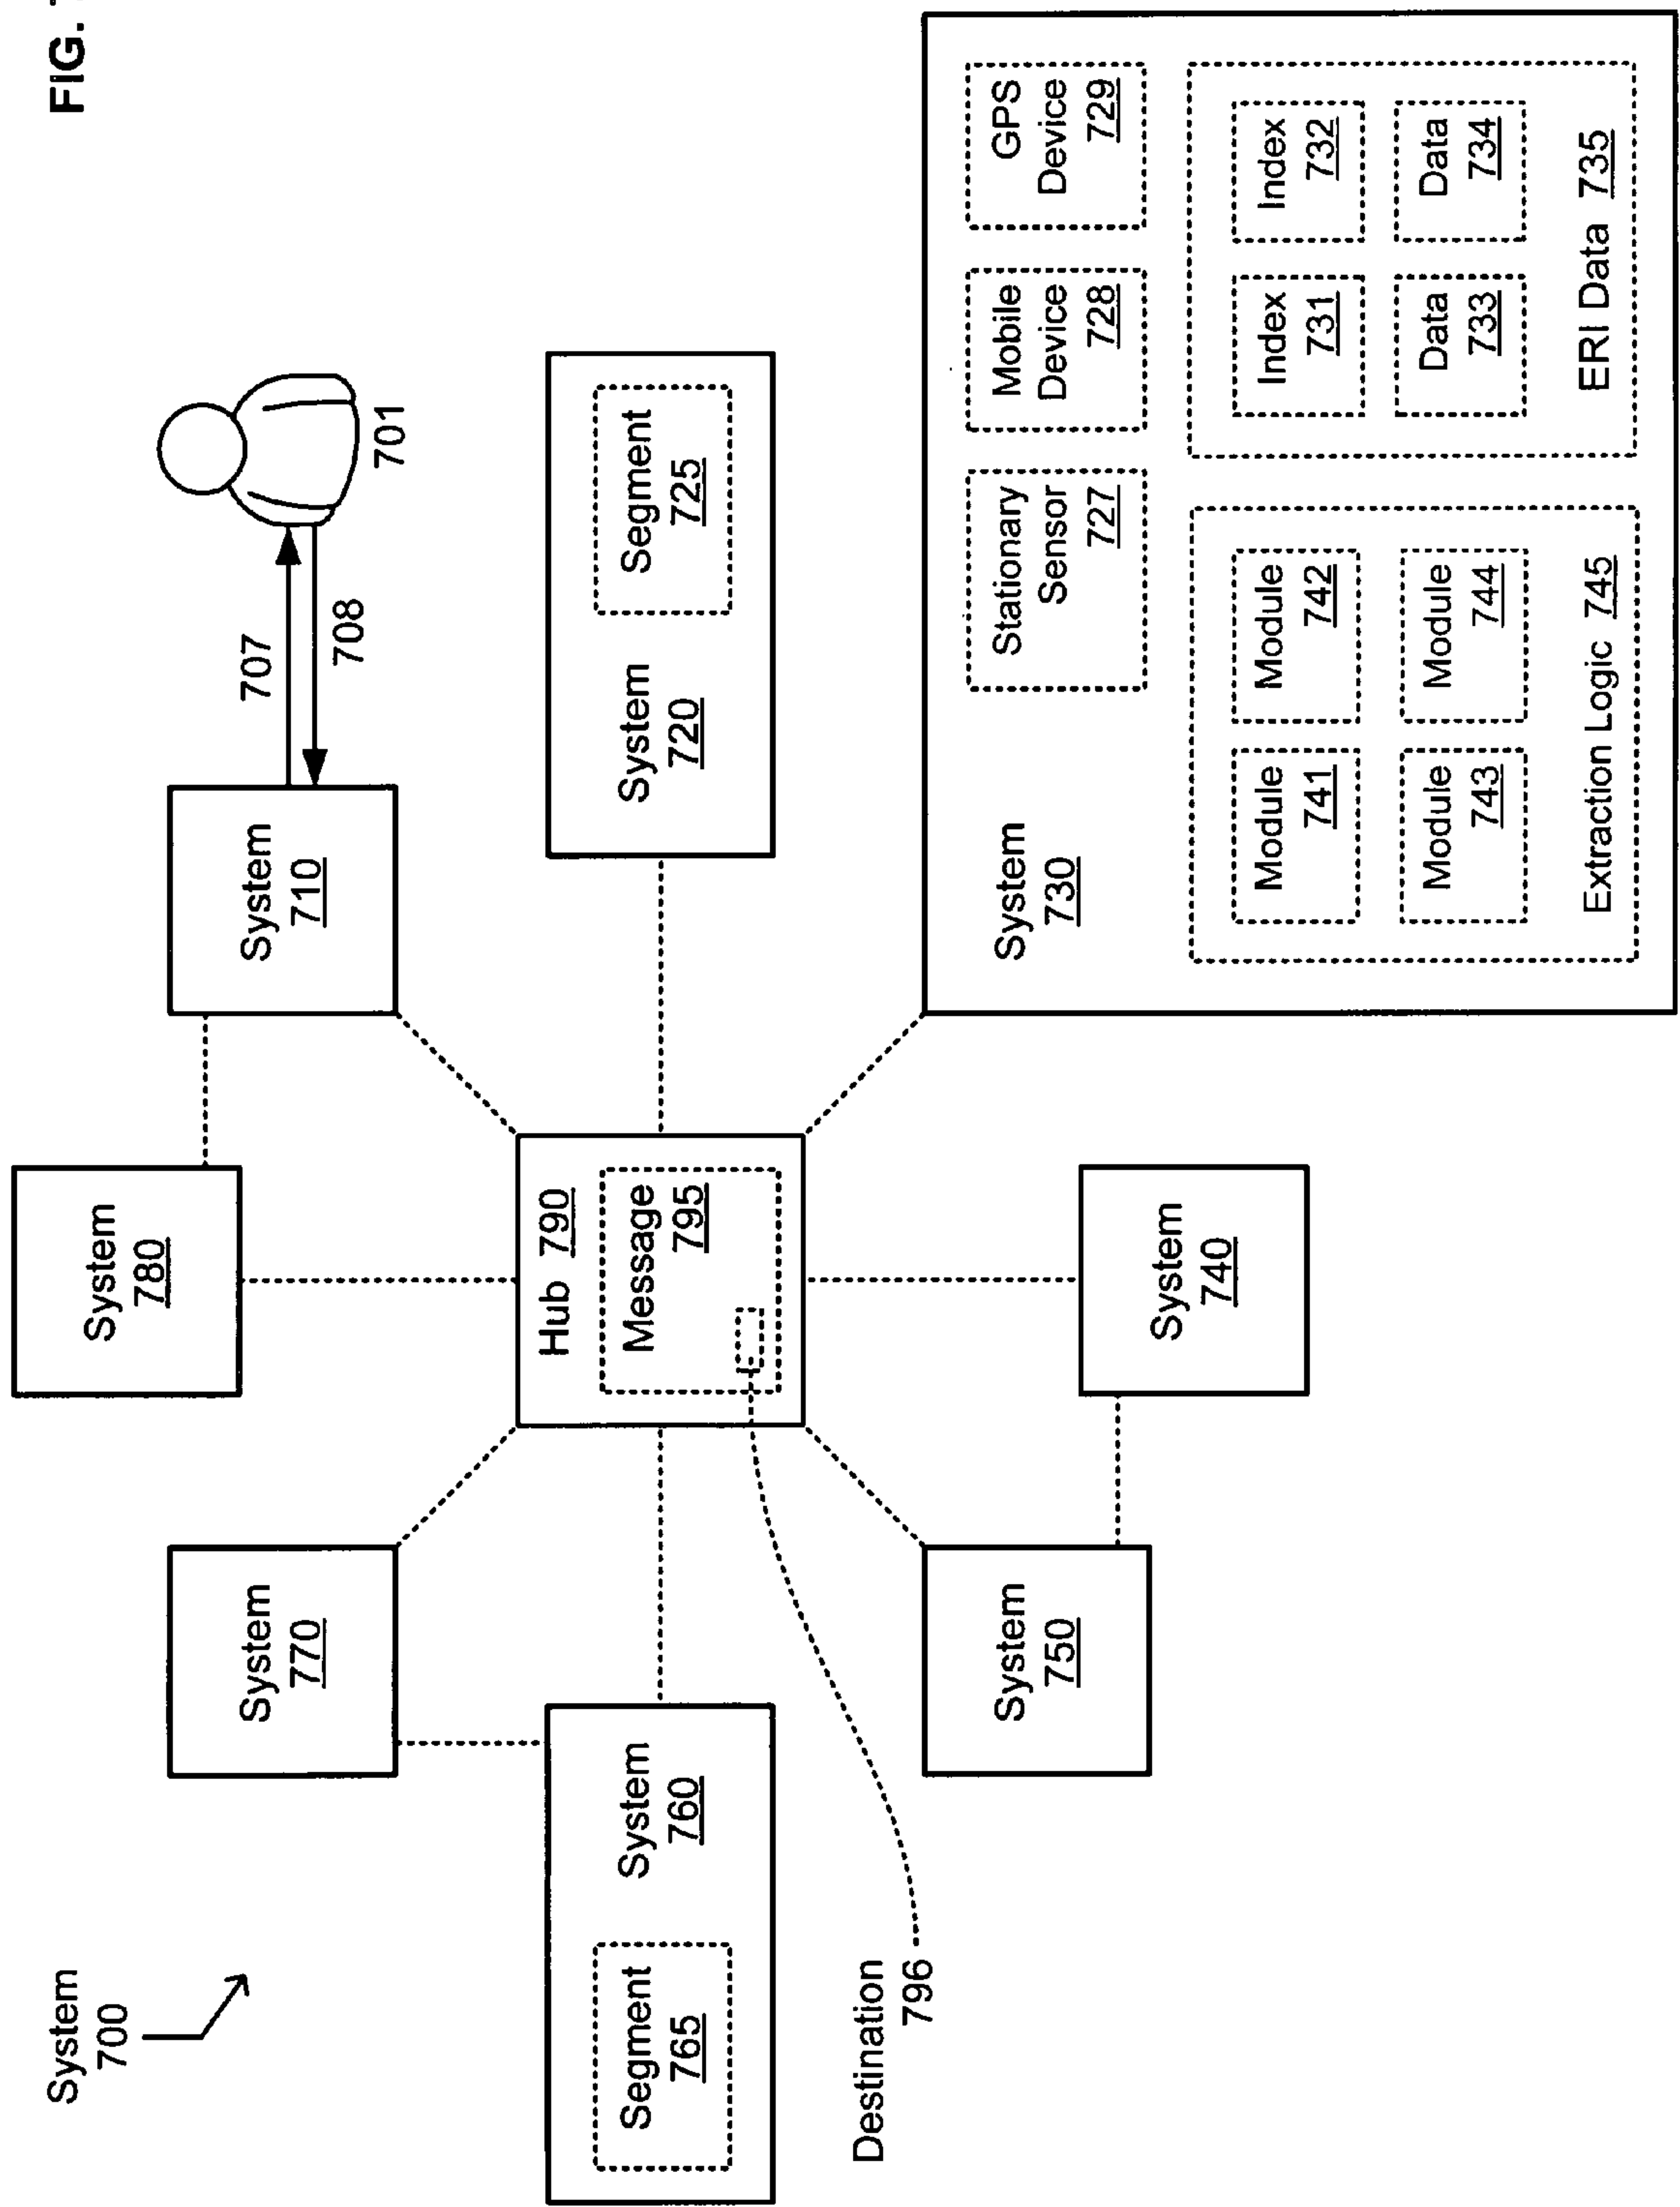 FIG. 7
System
700
System
780
System
770
System
710
707
708
701
Segment
765
System
760
Hub 790
Message
795
System
720
Segment
725
Destination
796
System
750
System
740
System
730
Stationary
Sensor
727
Mobile
Device
728
GPS
Device
729
Module
741
Module
742
Module
743
Module
744
Extraction Logic 745
Index
731
Index
732
Data
733
Data
734
ERI Data 735